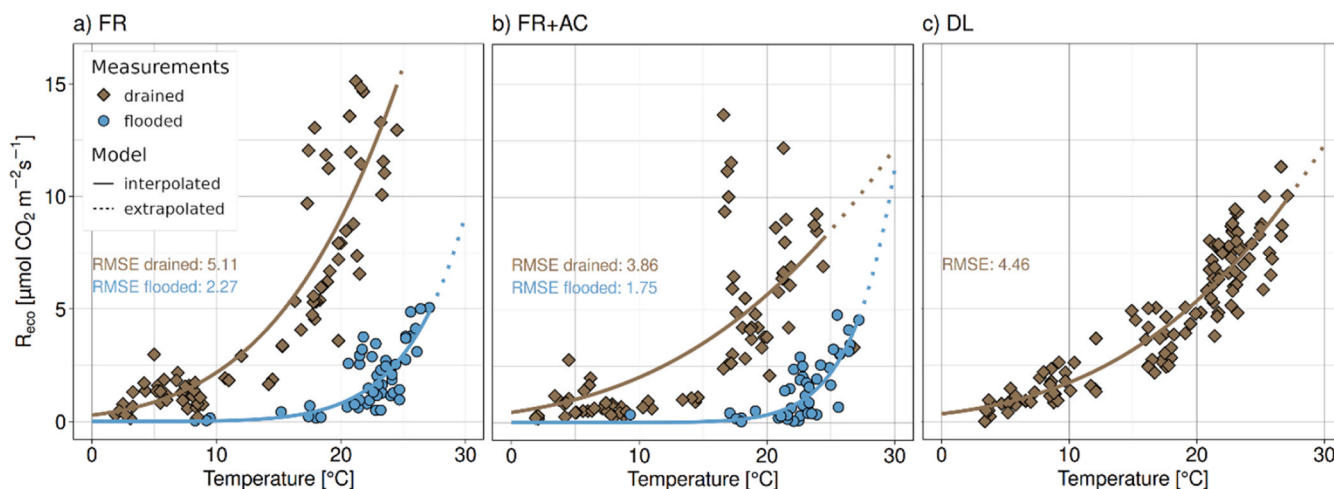 a) FR
b) FR+AC
c) DL
Measurements
drained
flooded
Model
interpolated
extrapolated
RMSE drained: 5.11
RMSE flooded: 2.27
RMSE drained: 3.86
RMSE flooded: 1.75
RMSE: 4.46
Reco [µmol CO2 m−2s−1]
15
10
5
0
0 10 20 30
0 10 20 30
0 10 20 30
Temperature [°C]
Temperature [°C]
Temperature [°C]